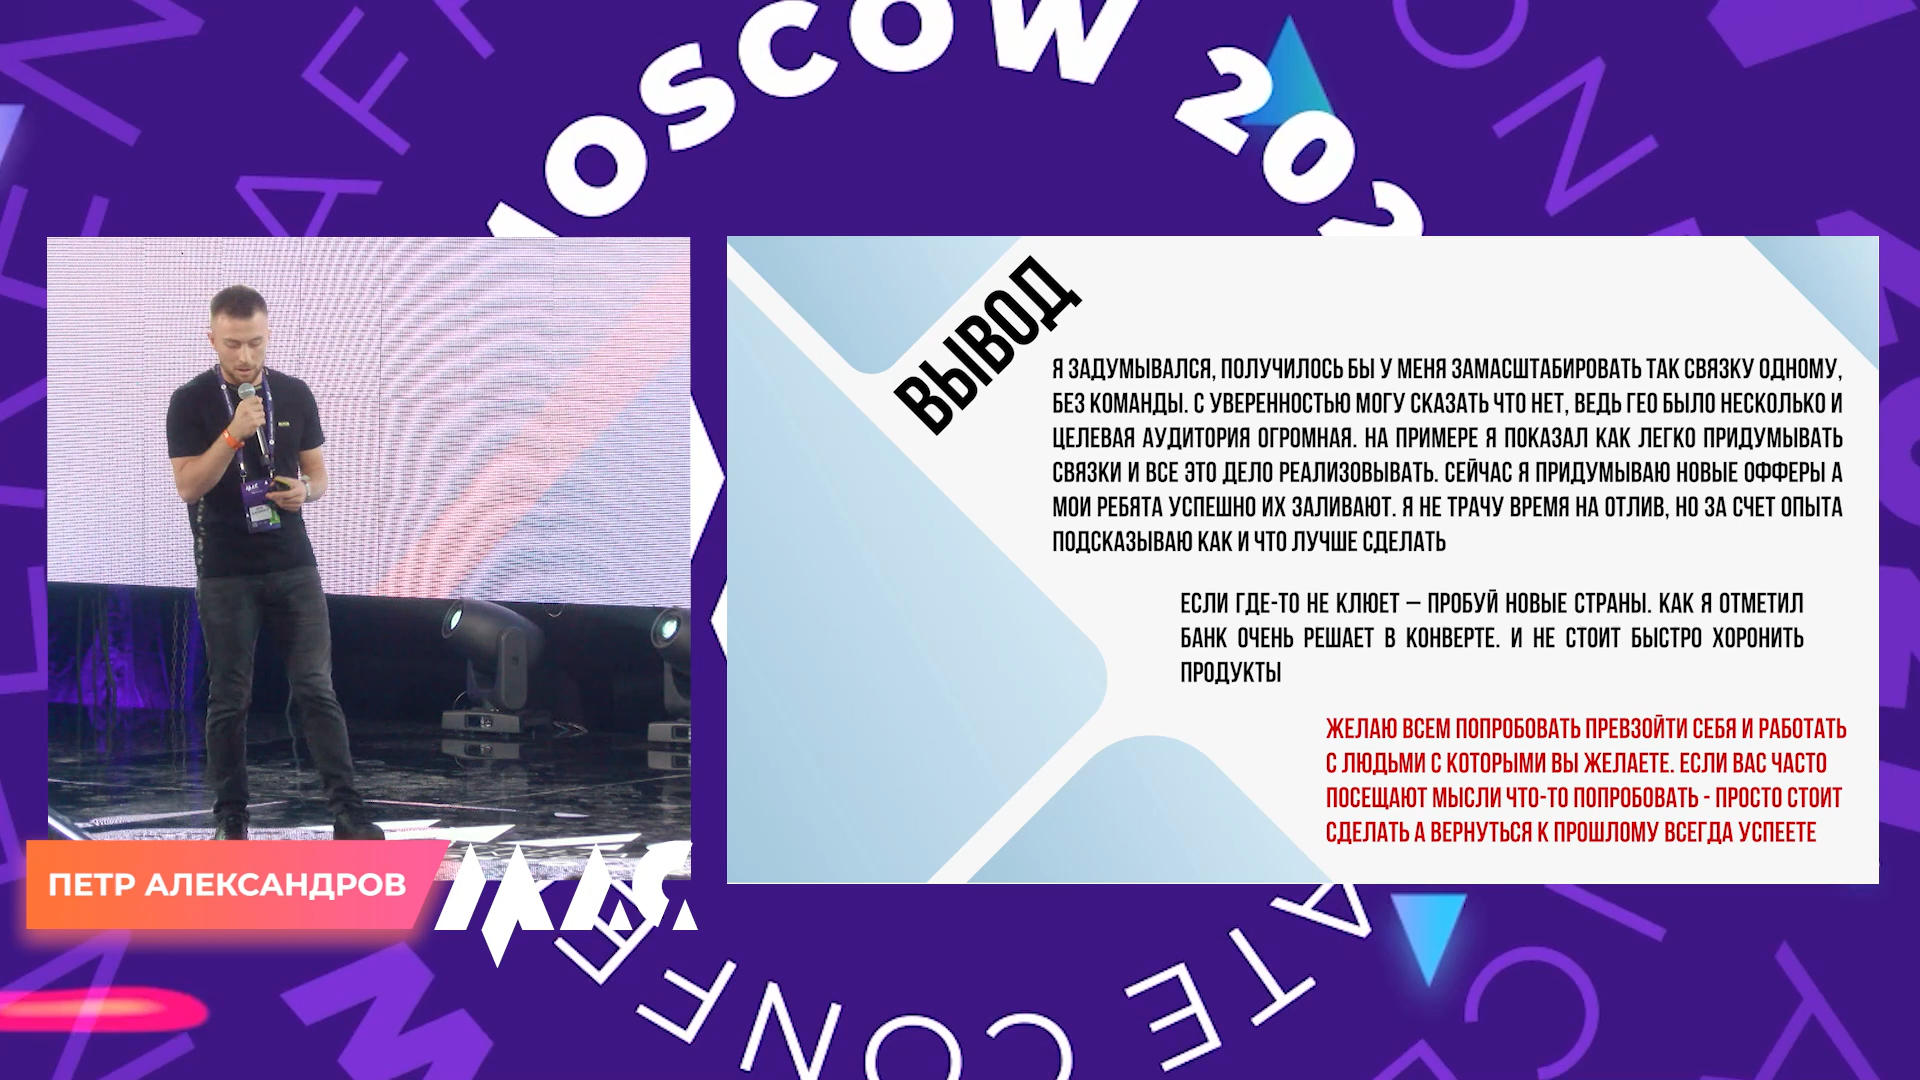 MOSCOW 202
ВЫВОД
Я ЗАДУМЫВАЛСЯ, ПОЛУЧИЛОСЬ БЫ У МЕНЯ ЗАМАСШТАБИРОВАТЬ ТАК СВЯЗКУ ОДНОМУ,
БЕЗ КОМАНДЫ. С УВЕРЕННОСТЬЮ МОГУ СКАЗАТЬ ЧТО НЕТ, ВЕДЬ ГЕО БЫЛО НЕСКОЛЬКО И
ЦЕЛЕВАЯ АУДИТОРИЯ ОГРОМНАЯ. НА ПРИМЕРЕ Я ПОКАЗАЛ КАК ЛЕГКО ПРИДУМЫВАТЬ
СВЯЗКИ И ВСЕ ЭТО ДЕЛО РЕАЛИЗОВЫВАТЬ. СЕЙЧАС Я ПРИДУМЫВАЮ НОВЫЕ ОФФЕРЫ А
МОИ РЕБЯТА УСПЕШНО ИХ ЗАЛИВАЮТ. Я НЕ ТРАЧУ ВРЕМЯ НА ОТЛИВ, НО ЗА СЧЕТ ОПЫТА
ПОДСКАЗЫВАЮ КАК И ЧТО ЛУЧШЕ СДЕЛАТЬ
ЕСЛИ ГДЕ-ТО НЕ КЛЮЕТ – ПРОБУЙ НОВЫЕ СТРАНЫ. КАК Я ОТМЕТИЛ
БАНК ОЧЕНЬ РЕШАЕТ В КОНВЕРТЕ. И НЕ СТОИТ БЫСТРО ХОРОНИТЬ
ПРОДУКТЫ
ЖЕЛАЮ ВСЕМ ПОПРОБОВАТЬ ПРЕВЗОЙТИ СЕБЯ И РАБОТАТЬ
С ЛЮДЬМИ С КОТОРЫМИ ВЫ ЖЕЛАЕТЕ. ЕСЛИ ВАС ЧАСТО
ПОСЕЩАЮТ МЫСЛИ ЧТО-ТО ПОПРОБОВАТЬ - ПРОСТО СТОИТ
СДЕЛАТЬ А ВЕРНУТЬСЯ К ПРОШЛОМУ ВСЕГДА УСПЕЕТЕ
ПЕТР АЛЕКСАНДРОВ
ATE CONFE